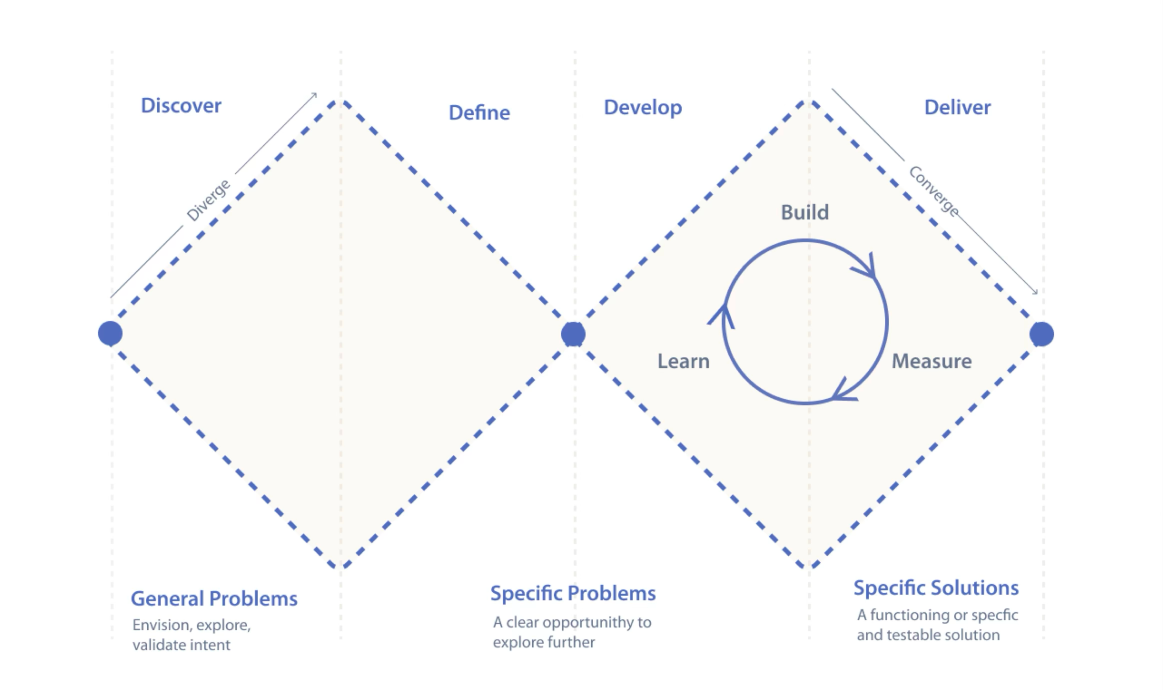 Discover
Define
Develop
Deliver
Diverge
Converge
Build
Learn
Measure
General Problems
Envision, explore,
validate intent
Specific Problems
A clear opportunithy to
explore further
Specific Solutions
A functioning or specfic
and testable solution